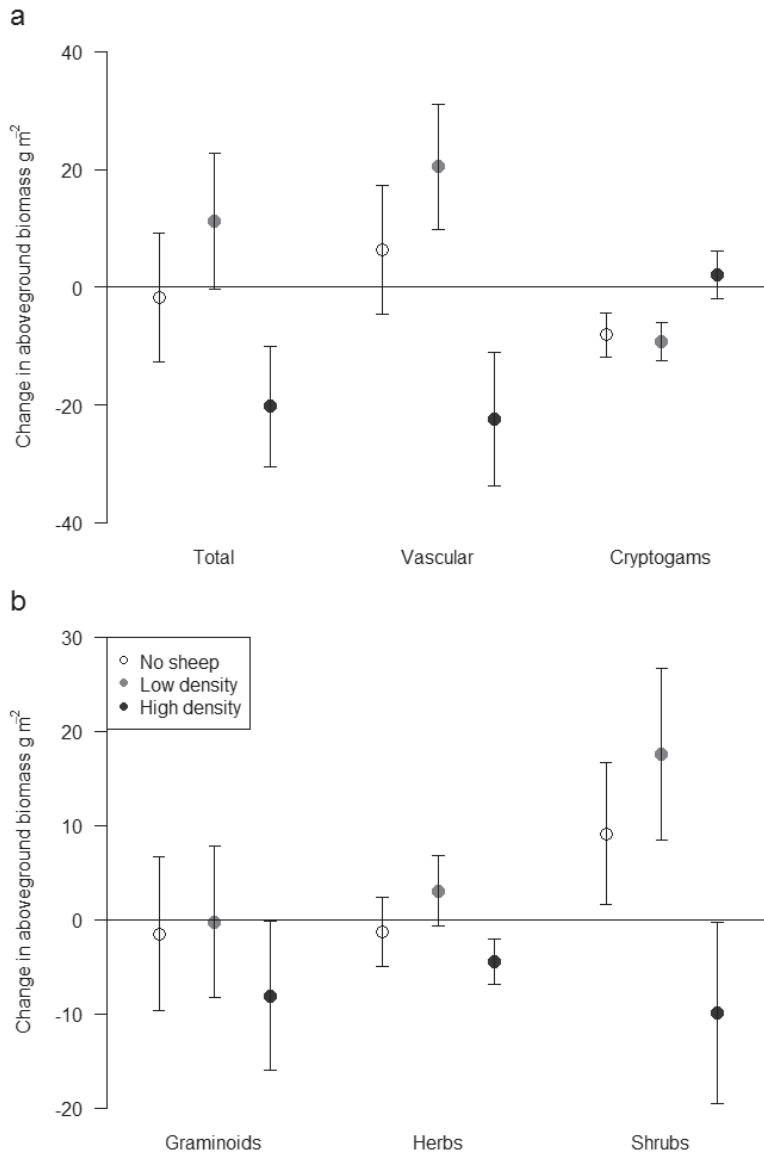 a
Change in aboveground biomass g m⁻²
40
20
0
-20
-40
Total Vascular Cryptogams
b
Change in aboveground biomass g m⁻²
30
20
10
0
-10
-20
No sheep
Low density
High density
Graminoids Herbs Shrubs